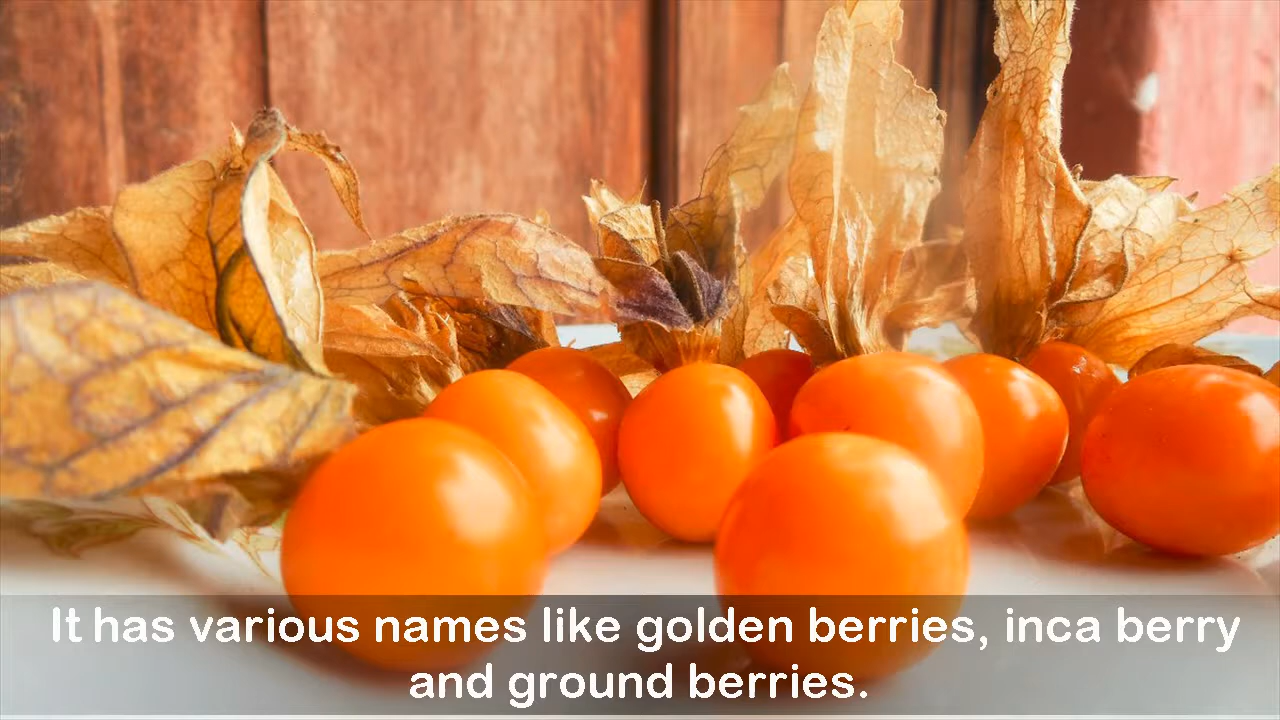 It has various names like golden berries, inca berry
and ground berries.